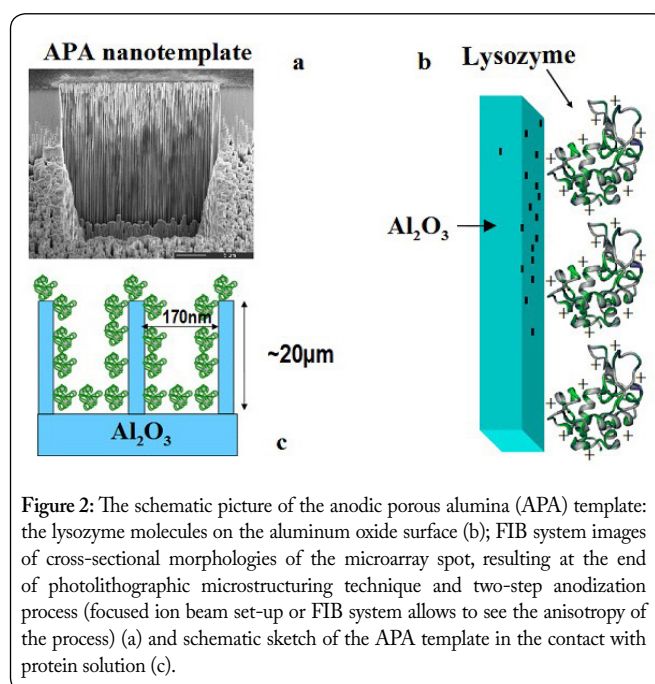 APA nanotemplate
a
b
Lysozyme
Al₂O₃
170nm
~20µm
Al₂O₃
c
Figure 2: The schematic picture of the anodic porous alumina (APA) template:
the lysozyme molecules on the aluminum oxide surface (b); FIB system images
of cross-sectional morphologies of the microarray spot, resulting at the end
of photolithographic microstructuring technique and two-step anodization
process (focused ion beam set-up or FIB system allows to see the anisotropy of
the process) (a) and schematic sketch of the APA template in the contact with
protein solution (c).